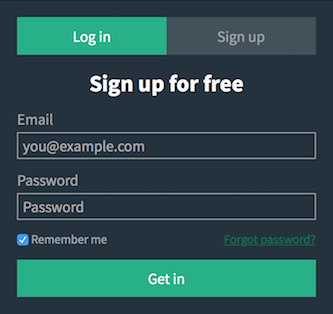 Log in Sign up
Sign up for free
Email
you@example.com
Password
Password
Remember me Forgot password?
Get in